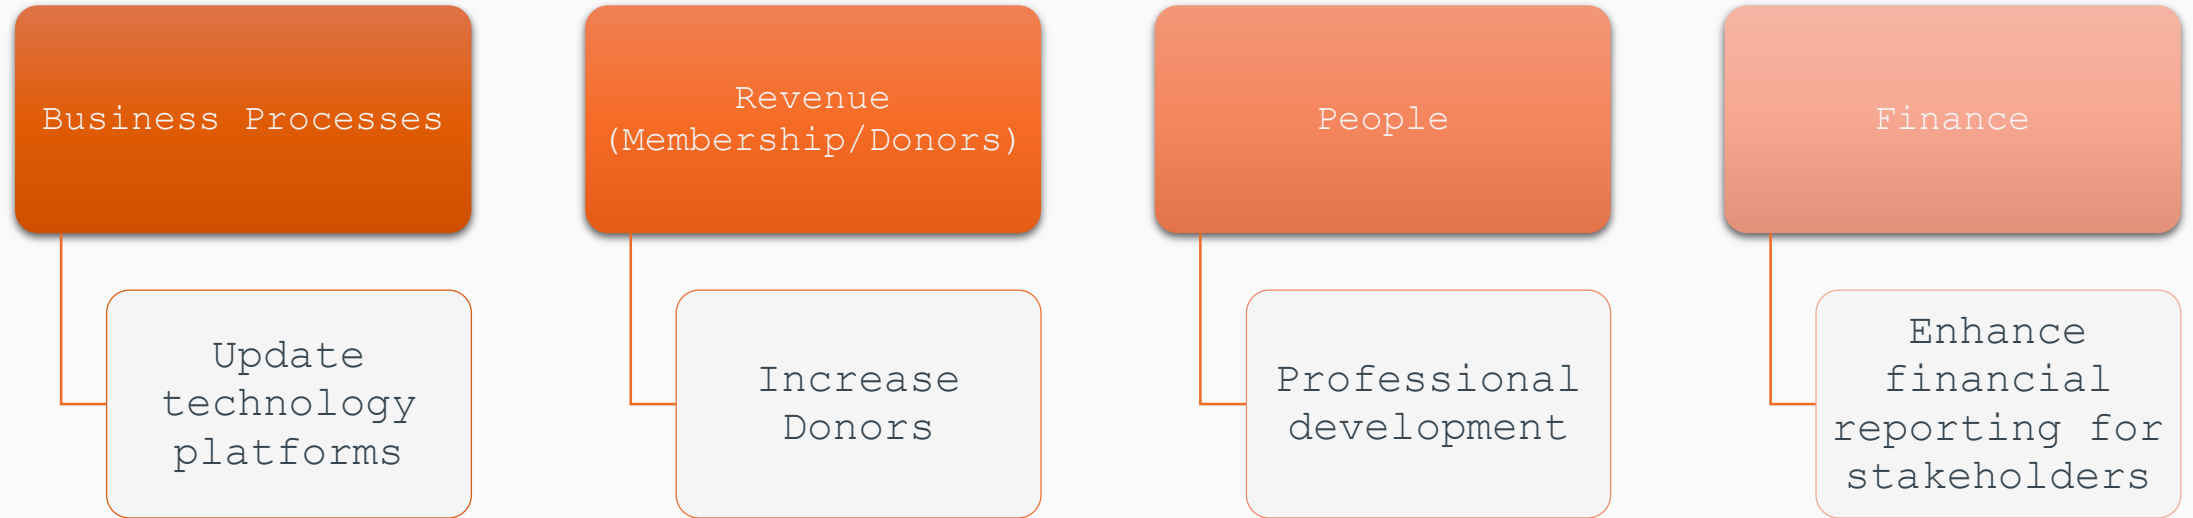 Business Processes
Revenue
(Membership/Donors)
People
Finance
Update
technology
platforms
Increase
Donors
Professional
development
Enhance
financial
reporting for
stakeholders